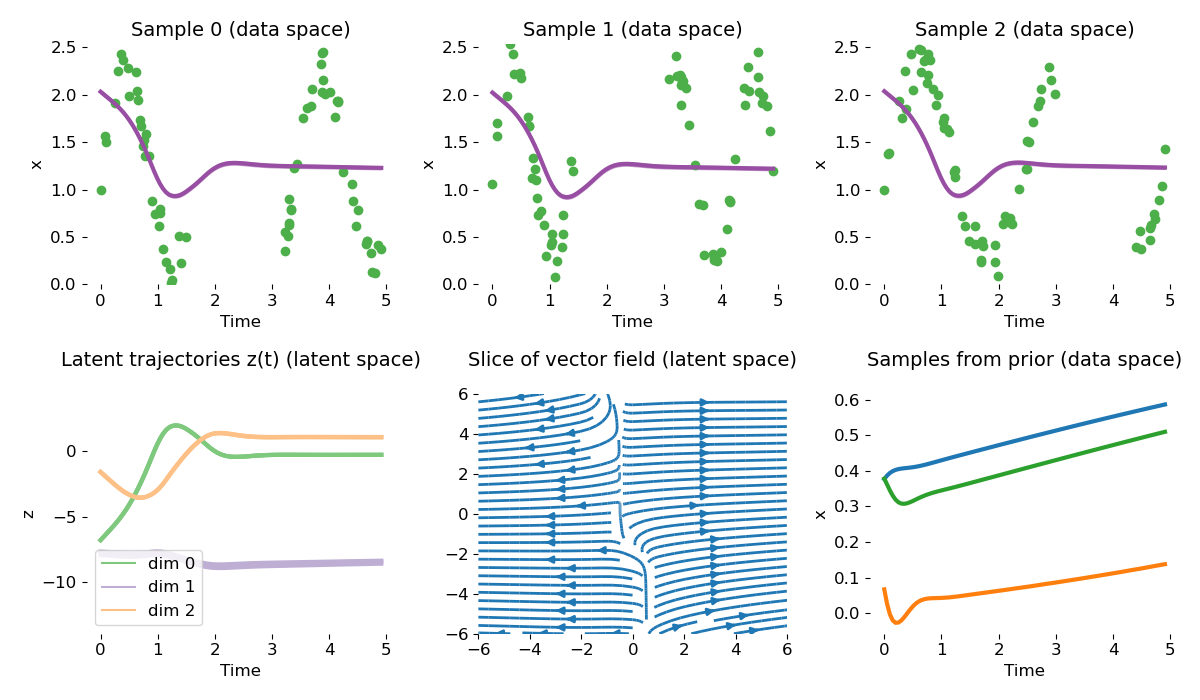 Sample 0 (data space)
x
2.5
2.0
1.5
1.0
0.5
0.0
0 1 2 3 4 5
Time
Sample 1 (data space)
x
2.5
2.0
1.5
1.0
0.5
0.0
0 1 2 3 4 5
Time
Sample 2 (data space)
x
2.5
2.0
1.5
1.0
0.5
0.0
0 1 2 3 4 5
Time
Latent trajectories z(t) (latent space)
z
0
−5
−10
dim 0
dim 1
dim 2
0 1 2 3 4 5
Time
Slice of vector field (latent space)
6
4
2
0
−2
−4
−6
−6 −4 −2 0 2 4 6
Samples from prior (data space)
x
0.6
0.5
0.4
0.3
0.2
0.1
0.0
0 1 2 3 4 5
Time